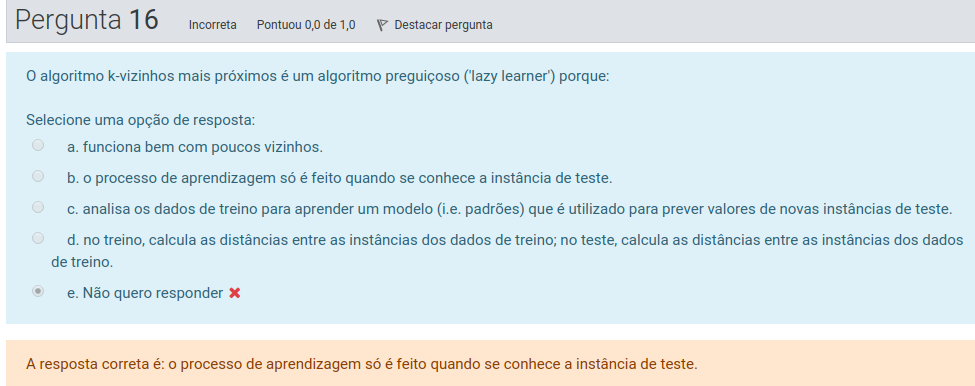 Pergunta 16 Incorreta Pontuou 0,0 de 1,0 Destacar pergunta
O algoritmo k-vizinhos mais próximos é um algoritmo preguiçoso ('lazy learner') porque:
Selecione uma opção de resposta:
a. funciona bem com poucos vizinhos.
b. o processo de aprendizagem só é feito quando se conhece a instância de teste.
c. analisa os dados de treino para aprender um modelo (i.e. padrões) que é utilizado para prever valores de novas instâncias de teste.
d. no treino, calcula as distâncias entre as instâncias dos dados de treino; no teste, calcula as distâncias entre as instâncias dos dados
de treino.
e. Não quero responder
A resposta correta é: o processo de aprendizagem só é feito quando se conhece a instância de teste.